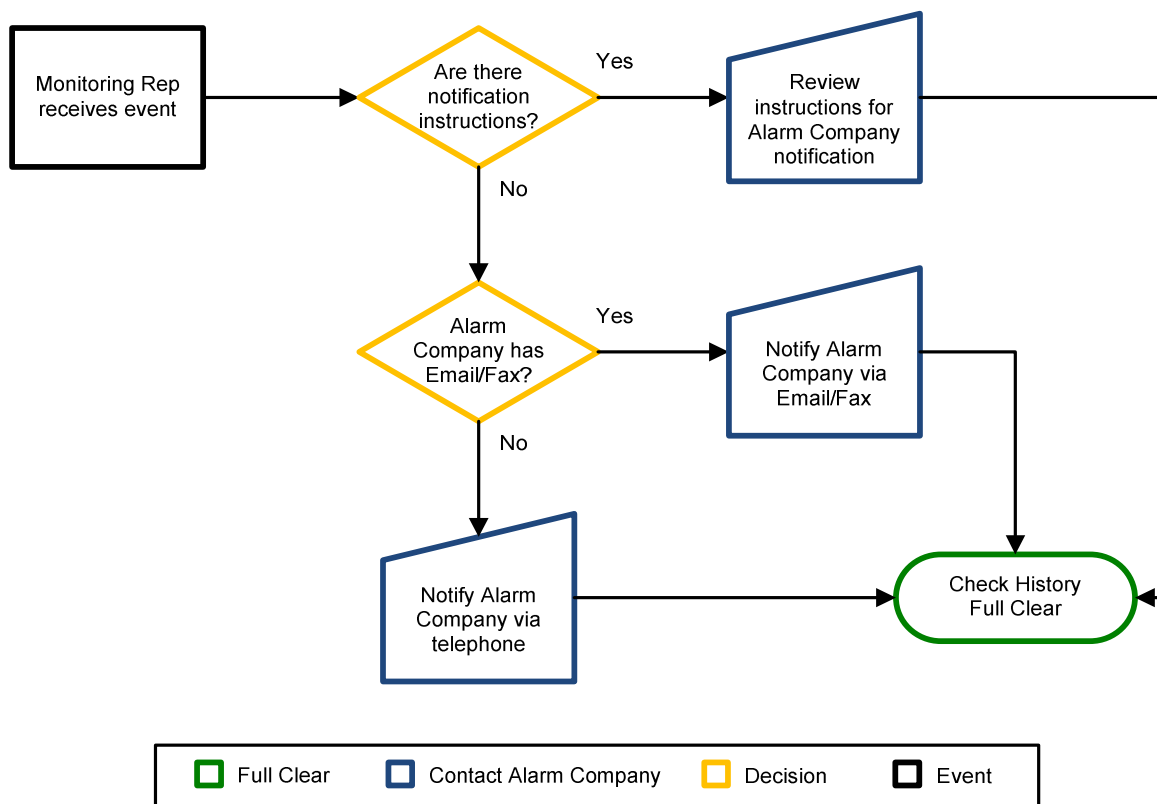 Monitoring Rep
receives event
Are there
notification
instructions?
Yes
Review
instructions for
Alarm Company
notification
No
Alarm
Company has
Email/Fax?
Yes
Notify Alarm
Company via
Email/Fax
No
Notify Alarm
Company via
telephone
Check History
Full Clear
Full Clear
Contact Alarm Company
Decision
Event